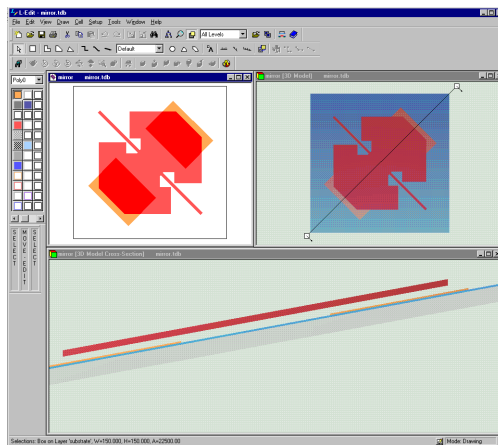 L-Edit - mirror.tdb
File Edit View Draw Cell Setup Tools Window Help
All Levels
Default
Poly0
mirror mirror.tdb
mirror [3D Model] mirror.tdb
SELECT
MOVE-EDIT
SELECT
mirror [3D Model Cross-Section] mirror.tdb
Selections: Box on Layer 'substrate', W=150.000, H=150.000, A=22500.00
Mode: Drawing